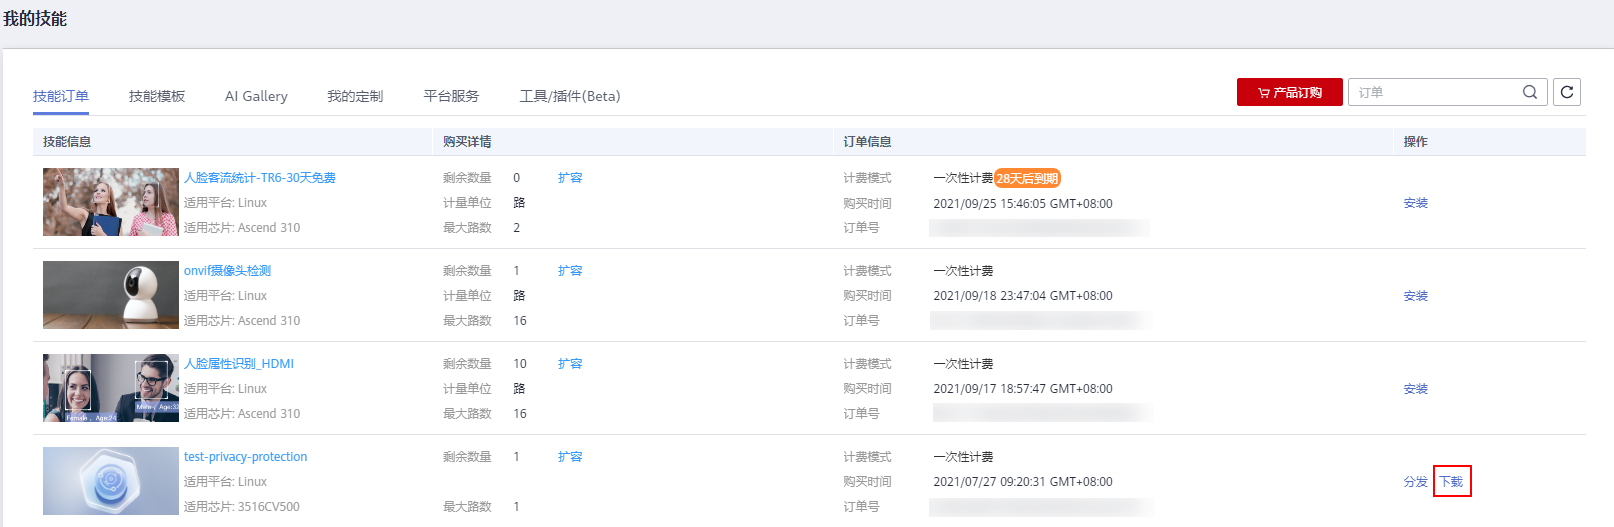 我的技能
技能订单 技能模板 AI Gallery 我的定制 平台服务 工具/插件(Beta) 产品订购 订单
技能信息 购买详情 订单信息 操作
人脸客流统计-TR6-30天免费 剩余数量 0 扩容 计费模式 一次性计费 28天后到期
适用平台: Linux 计量单位 路 购买时间 2021/09/25 15:46:05 GMT+08:00 安装
适用芯片: Ascend 310 最大路数 2 订单号
onvif摄像头检测 剩余数量 1 扩容 计费模式 一次性计费
适用平台: Linux 计量单位 路 购买时间 2021/09/18 23:47:04 GMT+08:00 安装
适用芯片: Ascend 310 最大路数 16 订单号
人脸属性识别_HDMI 剩余数量 10 扩容 计费模式 一次性计费
适用平台: Linux 计量单位 路 购买时间 2021/09/17 18:57:47 GMT+08:00 安装
适用芯片: Ascend 310 最大路数 16 订单号
Female , Age:24
test-privacy-protection 剩余数量 1 扩容 计费模式 一次性计费
适用平台: Linux 购买时间 2021/07/27 09:20:31 GMT+08:00 分发 下载
适用芯片: 3516CV500 最大路数 1 订单号